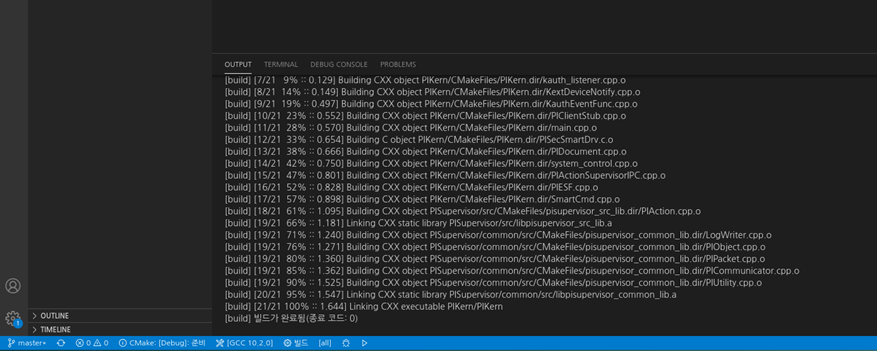 OUTPUT TERMINAL DEBUG CONSOLE PROBLEMS
[build] [7/21 9% :: 0.129] Building CXX object PIKern/CMakeFiles/PIKern.dir/kauth_listener.cpp.o
[build] [8/21 14% :: 0.149] Building CXX object PIKern/CMakeFiles/PIKern.dir/KextDeviceNotify.cpp.o
[build] [9/21 19% :: 0.497] Building CXX object PIKern/CMakeFiles/PIKern.dir/KauthEventFunc.cpp.o
[build] [10/21 23% :: 0.552] Building CXX object PIKern/CMakeFiles/PIKern.dir/PIClientStub.cpp.o
[build] [11/21 28% :: 0.570] Building CXX object PIKern/CMakeFiles/PIKern.dir/main.cpp.o
[build] [12/21 33% :: 0.654] Building C object PIKern/CMakeFiles/PIKern.dir/PISecSmartDrv.c.o
[build] [13/21 38% :: 0.666] Building CXX object PIKern/CMakeFiles/PIKern.dir/PIDocument.cpp.o
[build] [14/21 42% :: 0.750] Building CXX object PIKern/CMakeFiles/PIKern.dir/system_control.cpp.o
[build] [15/21 47% :: 0.801] Building CXX object PIKern/CMakeFiles/PIKern.dir/PIActionSupervisorIPC.cpp.o
[build] [16/21 52% :: 0.828] Building CXX object PIKern/CMakeFiles/PIKern.dir/PIESF.cpp.o
[build] [17/21 57% :: 0.898] Building CXX object PIKern/CMakeFiles/PIKern.dir/SmartCmd.cpp.o
[build] [18/21 61% :: 1.095] Building CXX object PISupervisor/src/CMakeFiles/pisupervisor_src_lib.dir/PIAction.cpp.o
[build] [19/21 66% :: 1.181] Linking CXX static library PISupervisor/src/libpisupervisor_src_lib.a
[build] [19/21 71% :: 1.240] Building CXX object PISupervisor/common/src/CMakeFiles/pisupervisor_common_lib.dir/LogWriter.cpp.o
[build] [19/21 76% :: 1.271] Building CXX object PISupervisor/common/src/CMakeFiles/pisupervisor_common_lib.dir/PIObject.cpp.o
[build] [19/21 80% :: 1.360] Building CXX object PISupervisor/common/src/CMakeFiles/pisupervisor_common_lib.dir/PIPacket.cpp.o
[build] [19/21 85% :: 1.362] Building CXX object PISupervisor/common/src/CMakeFiles/pisupervisor_common_lib.dir/PICommunicator.cpp.o
[build] [19/21 90% :: 1.525] Building CXX object PISupervisor/common/src/CMakeFiles/pisupervisor_common_lib.dir/PIUtility.cpp.o
[build] [20/21 95% :: 1.547] Linking CXX static library PISupervisor/common/src/libpisupervisor_common_lib.a
[build] [21/21 100% :: 1.644] Linking CXX executable PIKern/PIKern
[build] 빌드가 완료됨(종료 코드: 0)
OUTLINE
TIMELINE
1
master* 0 0 CMake: [Debug]: 준비 [GCC 10.2.0] 빌드 [all]